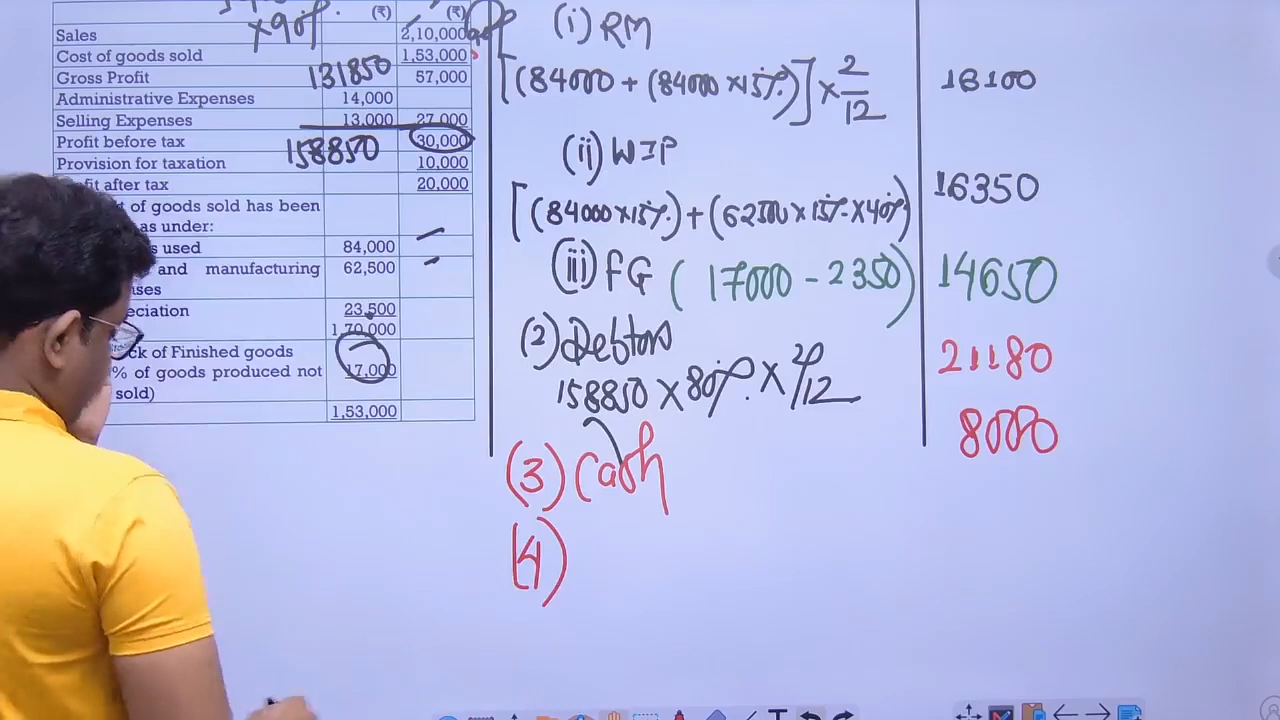 (₹) (₹)
×90%
Sales 2,10,000
Cost of goods sold 1,53,000
131850
Gross Profit 57,000
Administrative Expenses 14,000
Selling Expenses 13,000 27,000
Profit before tax 30,000
158850
Provision for taxation 10,000
fit after tax 20,000
of goods sold has been
as under:
used 84,000
and manufacturing 62,500
ses
eciation 23,500
1,70,000
ck of Finished goods
% of goods produced not 17,000
sold)
1,53,000
(i) RM
[(84000 + (84000 ×15%)] × 2/12 16100
(ii) WIP
[(84000×15%) + (62500×15%×40%) 16350
(iii) FG (17000 - 2350) 14650
(2) Debtors
158850 × 80% × 2/12 21180
(3) Cash 8000
(4)